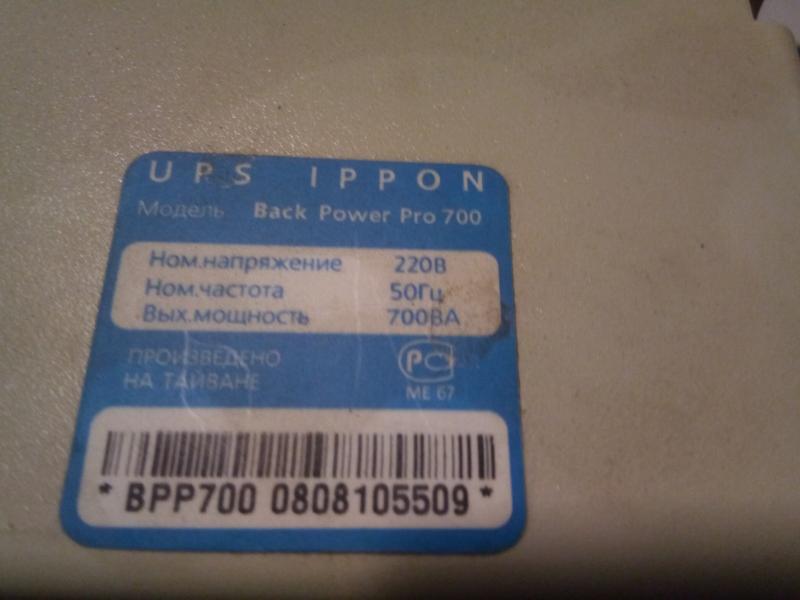 UPS IPPON
Модель Back Power Pro 700
Ном.напряжение 220В
Ном.частота 50Гц
Вых.мощность 700ВА
ПРОИЗВЕДЕНО
НА ТАЙВАНЕ
РС
МЕ 67
* BPP700 0808105509 *